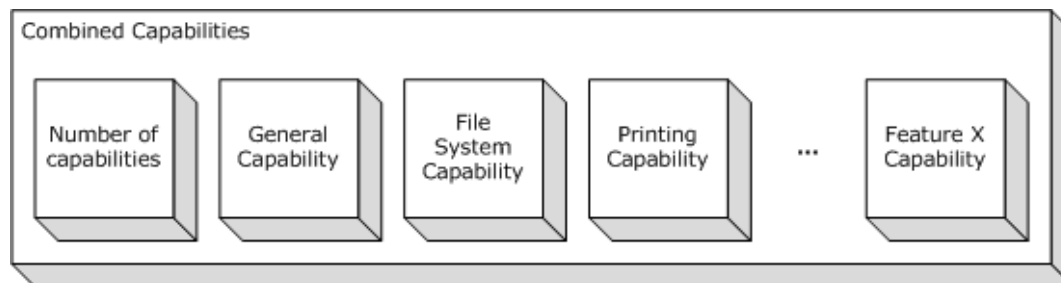 Combined Capabilities
Number of
capabilities
General
Capability
File
System
Capability
Printing
Capability
...
Feature X
Capability